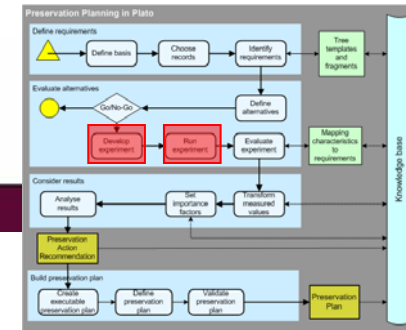 Preservation Planning in Plato
Define requirements
Define basis
Choose
records
Identify
requirements
Tree
templates
and
fragments
Evaluate alternatives
Go/No-Go
Define
alternatives
Develop
experiment
Run
experiment
Evaluate
experiment
Mapping
characteristics
to
requirements
Knowledge base
Consider results
Analyse
results
Set
importance
factors
Transform
measured
values
Preservation
Action
Recommendation
Build preservation plan
Create
executable
preservation plan
Define
preservation
plan
Validate
preservation
plan
Preservation
Plan